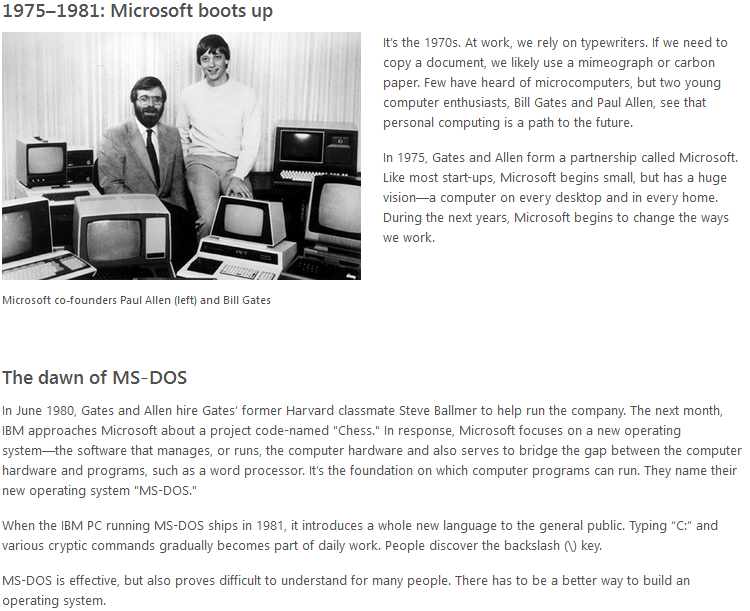 1975–1981: Microsoft boots up
It's the 1970s. At work, we rely on typewriters. If we need to
copy a document, we likely use a mimeograph or carbon
paper. Few have heard of microcomputers, but two young
computer enthusiasts, Bill Gates and Paul Allen, see that
personal computing is a path to the future.
In 1975, Gates and Allen form a partnership called Microsoft.
Like most start-ups, Microsoft begins small, but has a huge
vision—a computer on every desktop and in every home.
During the next years, Microsoft begins to change the ways
we work.
PET
Microsoft co-founders Paul Allen (left) and Bill Gates
The dawn of MS-DOS
In June 1980, Gates and Allen hire Gates' former Harvard classmate Steve Ballmer to help run the company. The next month,
IBM approaches Microsoft about a project code-named "Chess." In response, Microsoft focuses on a new operating
system—the software that manages, or runs, the computer hardware and also serves to bridge the gap between the computer
hardware and programs, such as a word processor. It's the foundation on which computer programs can run. They name their
new operating system "MS-DOS."
When the IBM PC running MS-DOS ships in 1981, it introduces a whole new language to the general public. Typing “C:” and
various cryptic commands gradually becomes part of daily work. People discover the backslash (\) key.
MS-DOS is effective, but also proves difficult to understand for many people. There has to be a better way to build an
operating system.